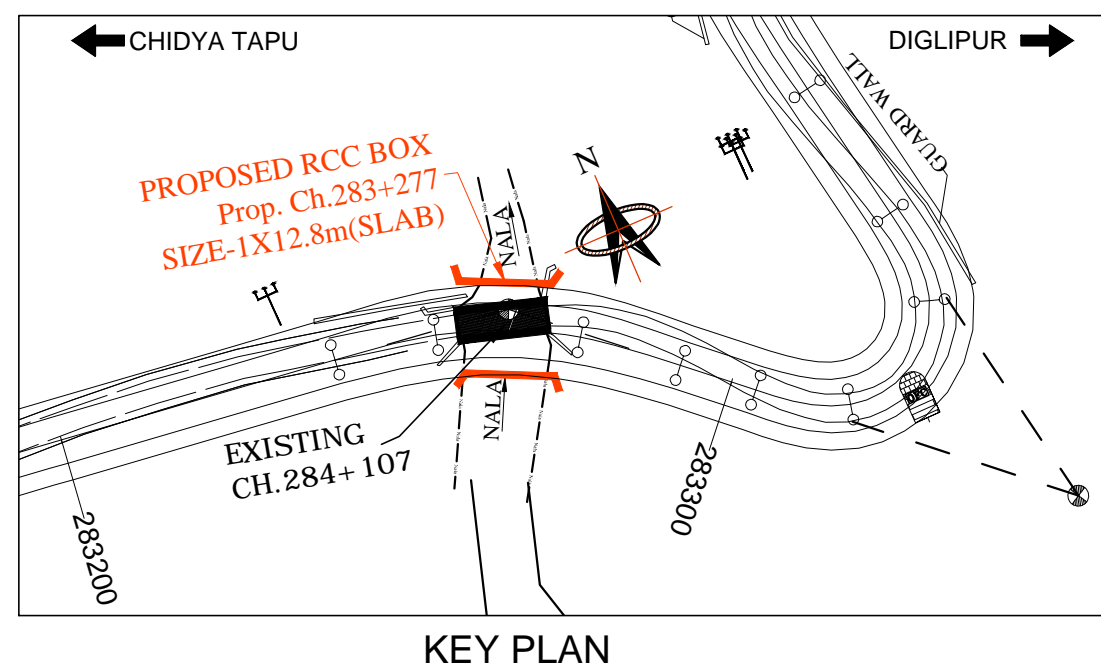 CHIDYA TAPU
DIGLIPUR
GUARD WALL
PROPOSED RCC BOX
Prop. Ch.283+277
SIZE-1X12.8m(SLAB)
NALA
N
NALA
EXISTING
CH.284+107
283200
283300
OFC
KEY PLAN